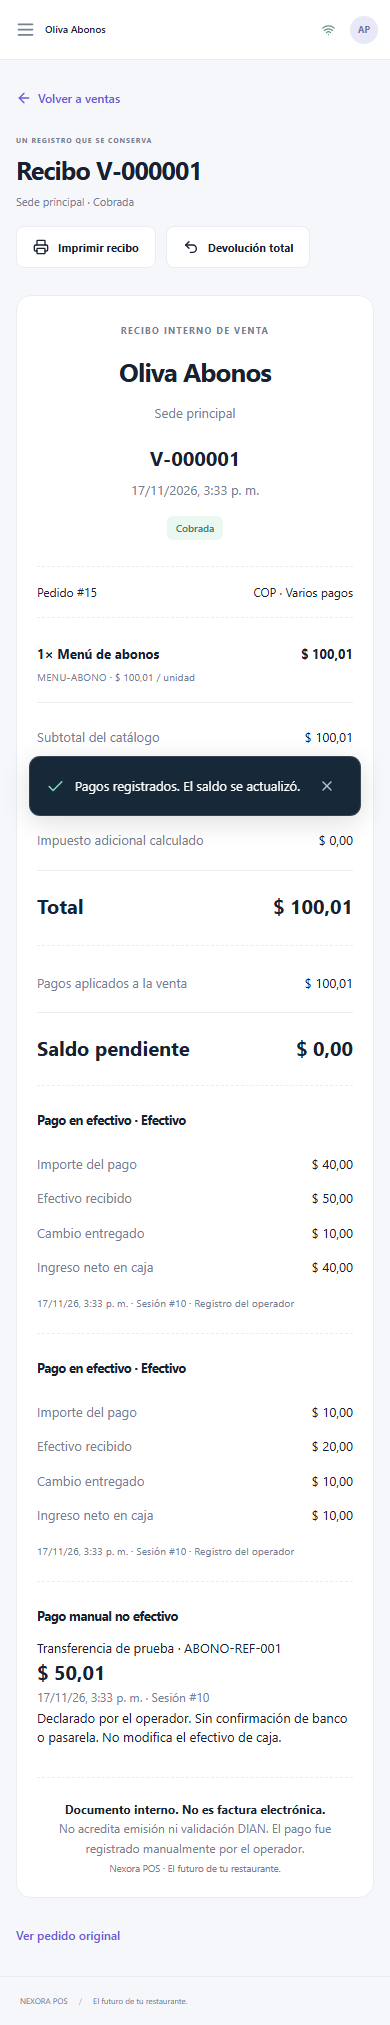 Oliva Abonos
AP
Volver a ventas
UN REGISTRO QUE SE CONSERVA
Recibo V-000001
Sede principal · Cobrada
Imprimir recibo
Devolución total
RECIBO INTERNO DE VENTA
Oliva Abonos
Sede principal
V-000001
17/11/2026, 3:33 p. m.
Cobrada
Pedido #15 COP · Varios pagos
1× Menú de abonos $ 100,01
MENU-ABONO · $ 100,01 / unidad
Subtotal del catálogo $ 100,01
Pagos registrados. El saldo se actualizó.
Impuesto adicional calculado $ 0,00
Total $ 100,01
Pagos aplicados a la venta $ 100,01
Saldo pendiente $ 0,00
Pago en efectivo · Efectivo
Importe del pago $ 40,00
Efectivo recibido $ 50,00
Cambio entregado $ 10,00
Ingreso neto en caja $ 40,00
17/11/26, 3:33 p. m. · Sesión #10 · Registro del operador
Pago en efectivo · Efectivo
Importe del pago $ 10,00
Efectivo recibido $ 20,00
Cambio entregado $ 10,00
Ingreso neto en caja $ 10,00
17/11/26, 3:33 p. m. · Sesión #10 · Registro del operador
Pago manual no efectivo
Transferencia de prueba · ABONO-REF-001
$ 50,01
17/11/26, 3:33 p. m. · Sesión #10
Declarado por el operador. Sin confirmación de banco
o pasarela. No modifica el efectivo de caja.
Documento interno. No es factura electrónica.
No acredita emisión ni validación DIAN. El pago fue
registrado manualmente por el operador.
Nexora POS · El futuro de tu restaurante.
Ver pedido original
NEXORA POS / El futuro de tu restaurante.